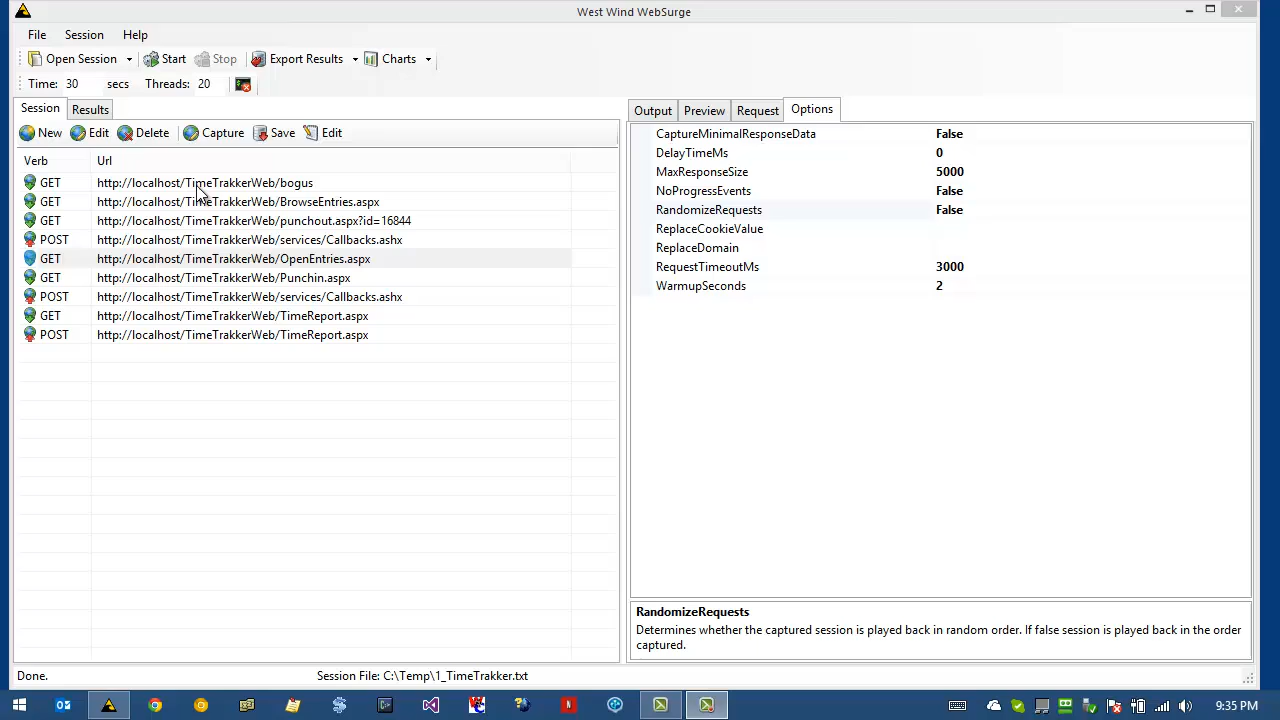 West Wind WebSurge
File Session Help
Open Session Start Stop Export Results Charts
Time: 30 secs Threads: 20
Session Results
Output Preview Request Options
New Edit Delete Capture Save Edit
Verb Url
GET http://localhost/TimeTrakkerWeb/bogus
GET http://localhost/TimeTrakkerWeb/BrowseEntries.aspx
GET http://localhost/TimeTrakkerWeb/punchout.aspx?id=16844
POST http://localhost/TimeTrakkerWeb/services/Callbacks.ashx
GET http://localhost/TimeTrakkerWeb/OpenEntries.aspx
GET http://localhost/TimeTrakkerWeb/Punchin.aspx
POST http://localhost/TimeTrakkerWeb/services/Callbacks.ashx
GET http://localhost/TimeTrakkerWeb/TimeReport.aspx
POST http://localhost/TimeTrakkerWeb/TimeReport.aspx
CaptureMinimalResponseData False
DelayTimeMs 0
MaxResponseSize 5000
NoProgressEvents False
RandomizeRequests False
ReplaceCookieValue
ReplaceDomain
RequestTimeoutMs 3000
WarmupSeconds 2
RandomizeRequests
Determines whether the captured session is played back in random order. If false session is played back in the order
captured.
Done. Session File: C:\Temp\1_TimeTrakker.txt
9:35 PM